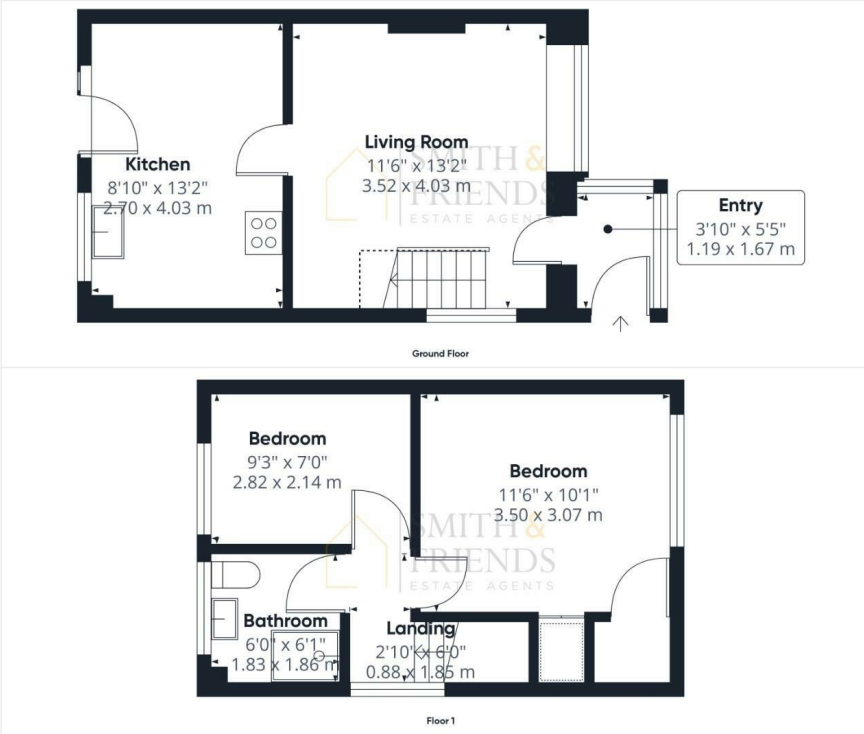 Kitchen
8'10" x 13'2"
2.70 x 4.03 m
Living Room
11'6" x 13'2"
3.52 x 4.03 m
SMITH &
FRIENDS
ESTATE AGENTS
Entry
3'10" x 5'5"
1.19 x 1.67 m
Ground Floor
Bedroom
9'3" x 7'0"
2.82 x 2.14 m
Bedroom
11'6" x 10'1"
3.50 x 3.07 m
SMITH &
FRIENDS
ESTATE AGENTS
Bathroom
6'0" x 6'1"
1.83 x 1.86 m
Landing
2'10" x 6'0"
0.88 x 1.85 m
Floor 1